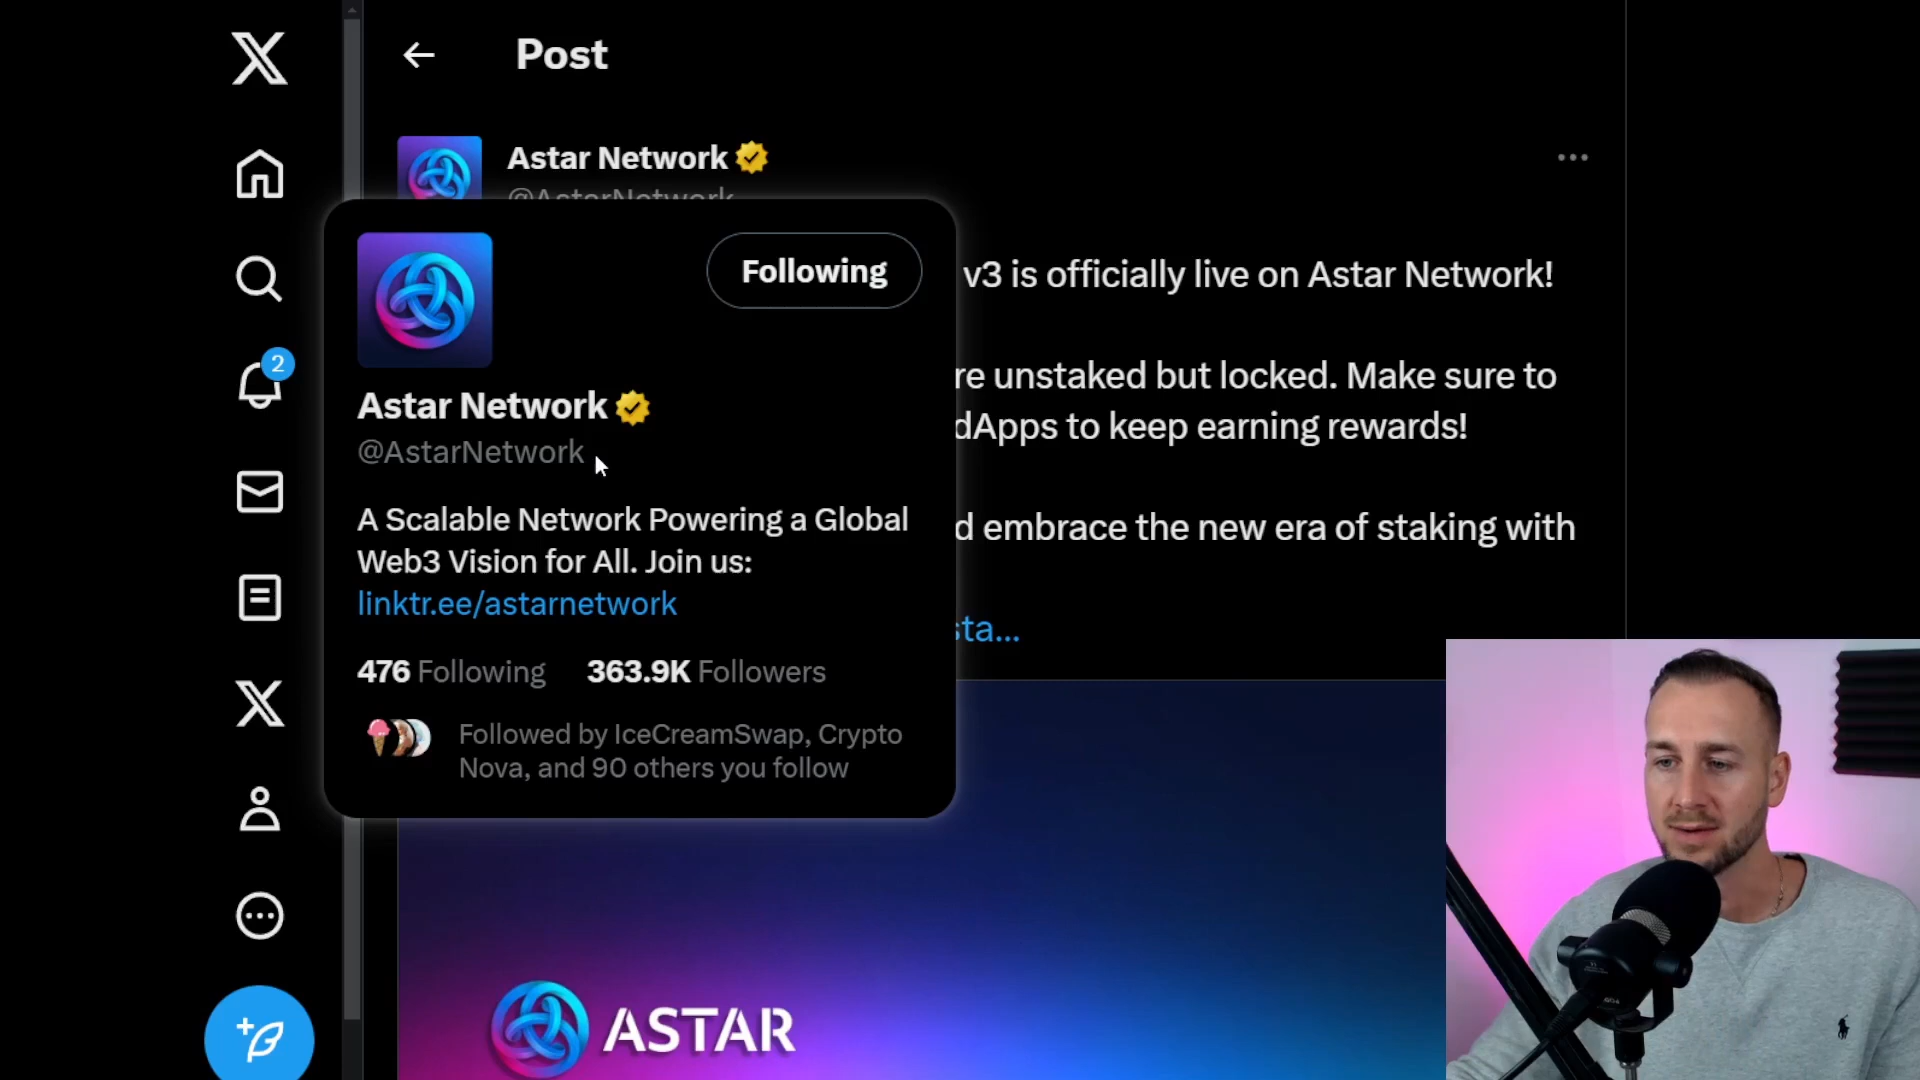 Post
Astar Network
@AstarNetwork
Following
Astar Network
@AstarNetwork
A Scalable Network Powering a Global
Web3 Vision for All. Join us:
linktr.ee/astarnetwork
476 Following 363.9K Followers
Followed by IceCreamSwap, Crypto
Nova, and 90 others you follow
v3 is officially live on Astar Network!
re unstaked but locked. Make sure to
dApps to keep earning rewards!
d embrace the new era of staking with
sta...
2
ASTAR